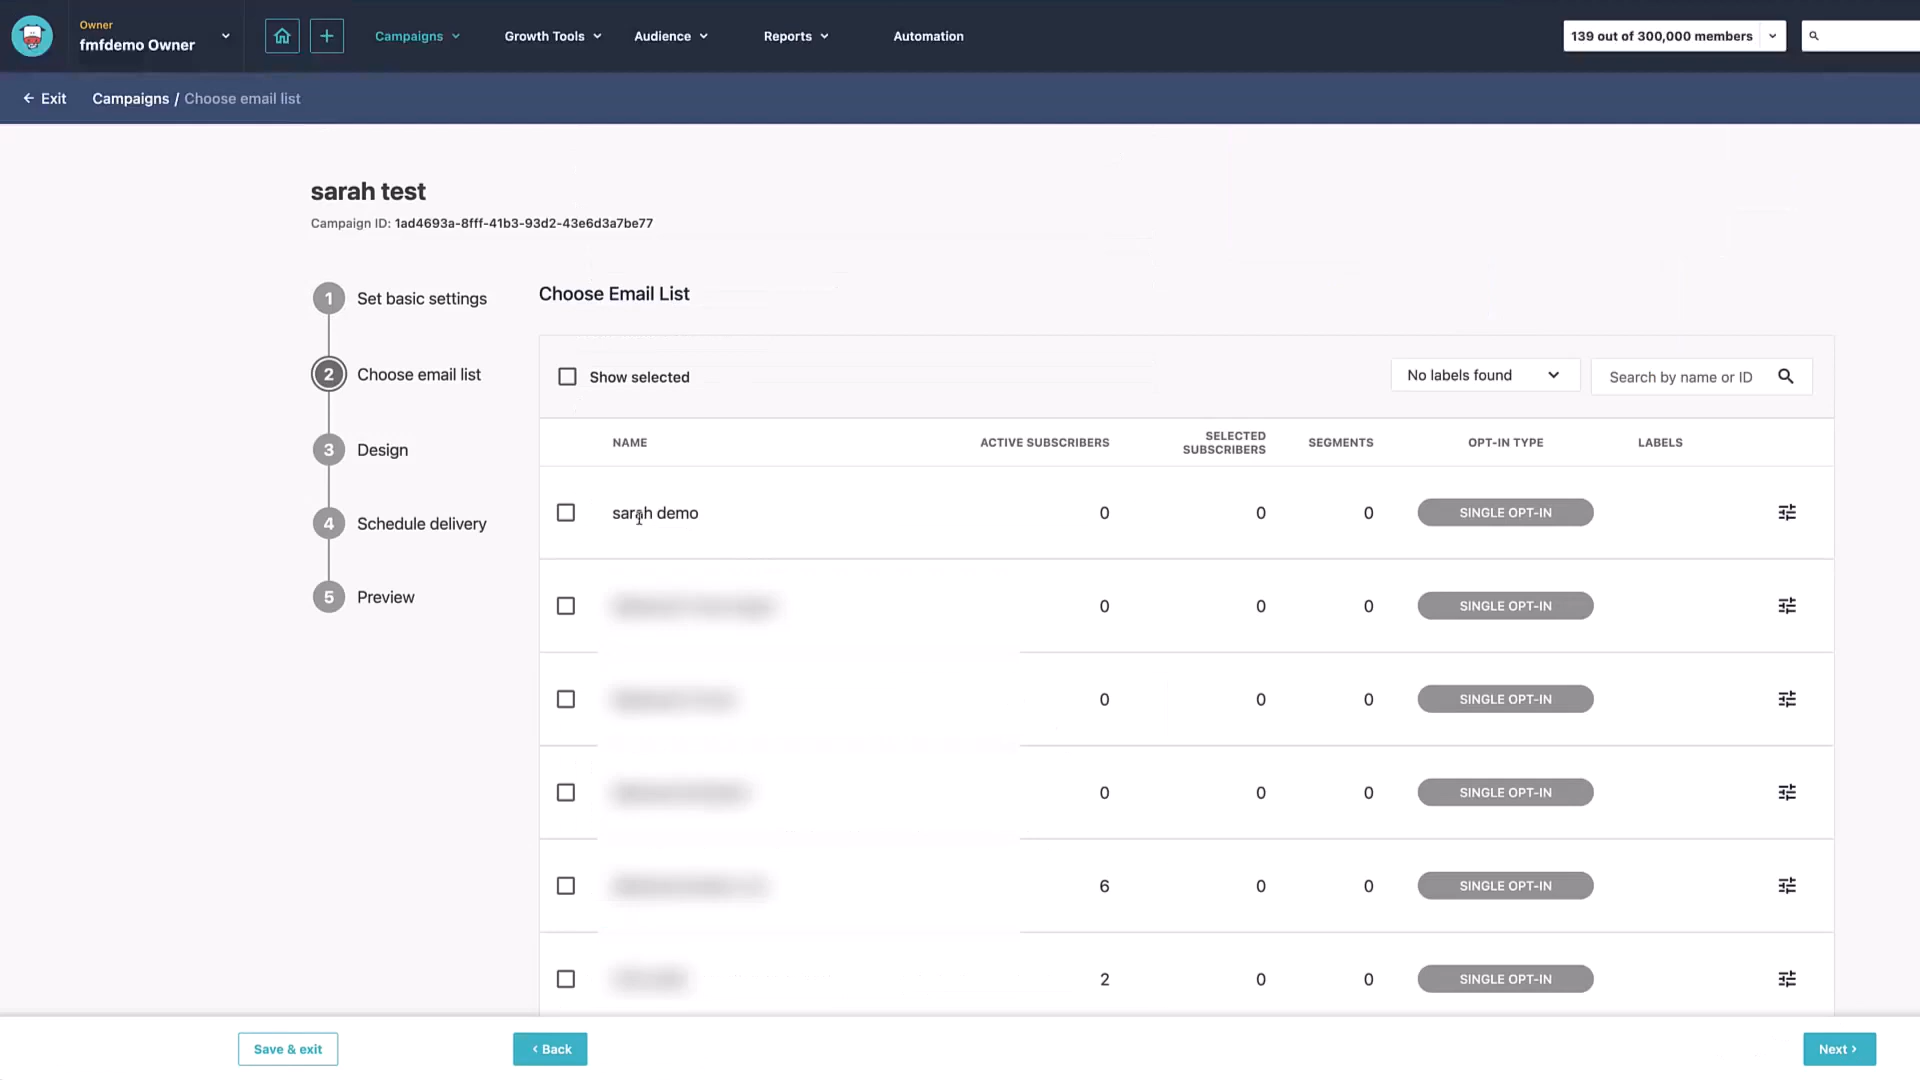 Owner
fmfdemo Owner
Campaigns
Growth Tools
Audience
Reports
Automation
139 out of 300,000 members
Exit
Campaigns / Choose email list
sarah test
Campaign ID: 1ad4693a-8fff-41b3-93d2-43e6d3a7be77
1 Set basic settings
2 Choose email list
3 Design
4 Schedule delivery
5 Preview
Choose Email List
Show selected
No labels found
Search by name or ID
NAME
ACTIVE SUBSCRIBERS
SELECTED
SUBSCRIBERS
SEGMENTS
OPT-IN TYPE
LABELS
sarah demo 0 0 0 SINGLE OPT-IN
0 0 0 SINGLE OPT-IN
0 0 0 SINGLE OPT-IN
0 0 0 SINGLE OPT-IN
6 0 0 SINGLE OPT-IN
2 0 0 SINGLE OPT-IN
Save & exit
Back
Next